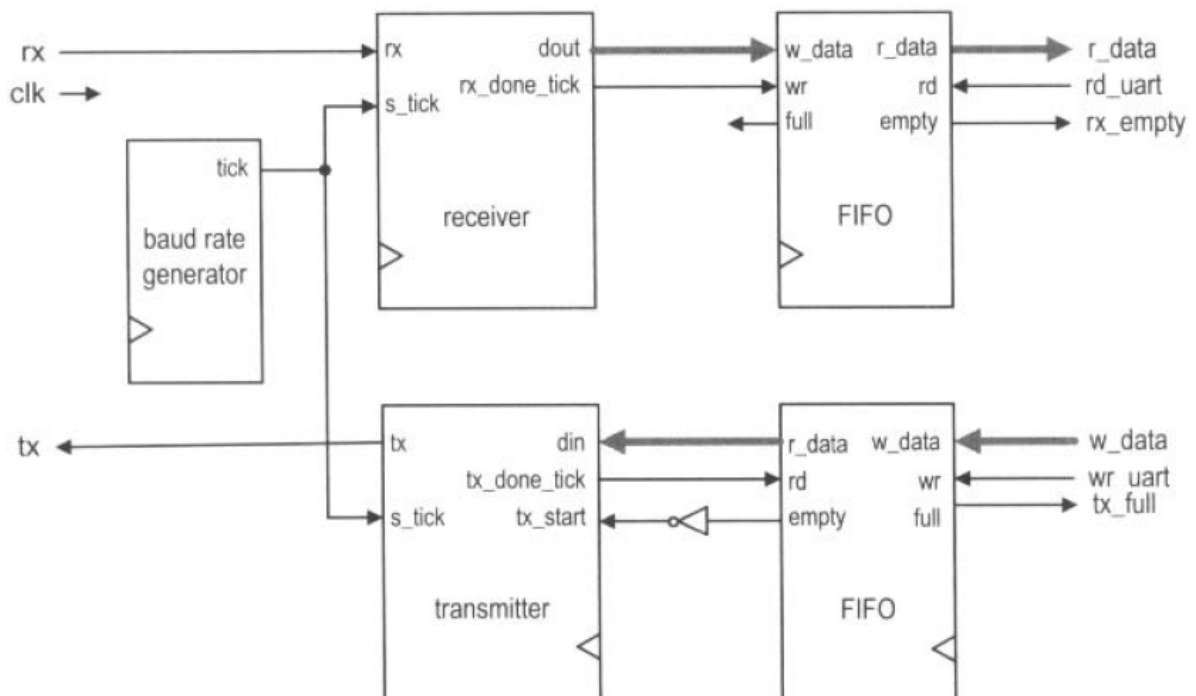 rx
clk
tx
tick
baud rate
generator
rx
dout
rx_done_tick
s_tick
receiver
w_data
r_data
wr
rd
full
empty
FIFO
r_data
rd_uart
rx_empty
tx
din
tx_done_tick
s_tick
tx_start
transmitter
r_data
w_data
rd
wr
empty
full
FIFO
w_data
wr_uart
tx_full